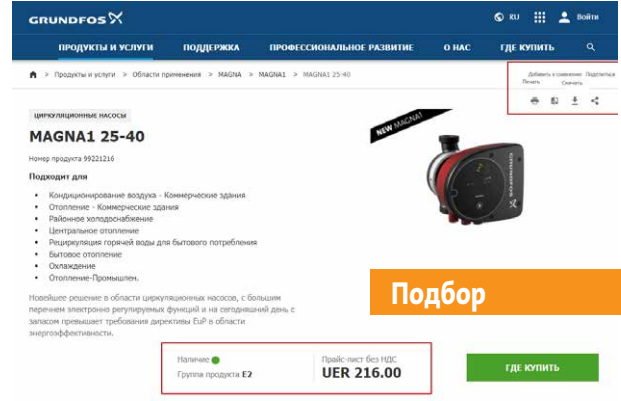 GRUNDFOS
RU
Войти
ПРОДУКТЫ И УСЛУГИ ПОДДЕРЖКА ПРОФЕССИОНАЛЬНОЕ РАЗВИТИЕ О НАС ГДЕ КУПИТЬ
> Продукты и услуги > Области применения > MAGNA > MAGNA1 > MAGNA1 25-40
Добавить к сравнению Поделиться
Печать Скачать
ЦИРКУЛЯЦИОННЫЕ НАСОСЫ
MAGNA1 25-40
NEW MAGNA1
Номер продукта 99221216
GRUNDFOS
Подходит для
• Кондиционирование воздуха - Коммерческие здания
• Отопление - Коммерческие здания
• Районное холодоснабжение
• Центральное отопление
• Рециркуляция горячей воды для бытового потребления
• Бытовое отопление
• Охлаждение
• Отопление-Промышлен.
Подбор
Новейшее решение в области циркуляционных насосов, с большим
перечнем электронно регулируемых функций и на сегодняшний день с
запасом превышает требования директивы EuP в области
энергоэффективности.
Наличие
Прайс-лист без НДС
Группа продукта E2
UER 216.00
ГДЕ КУПИТЬ